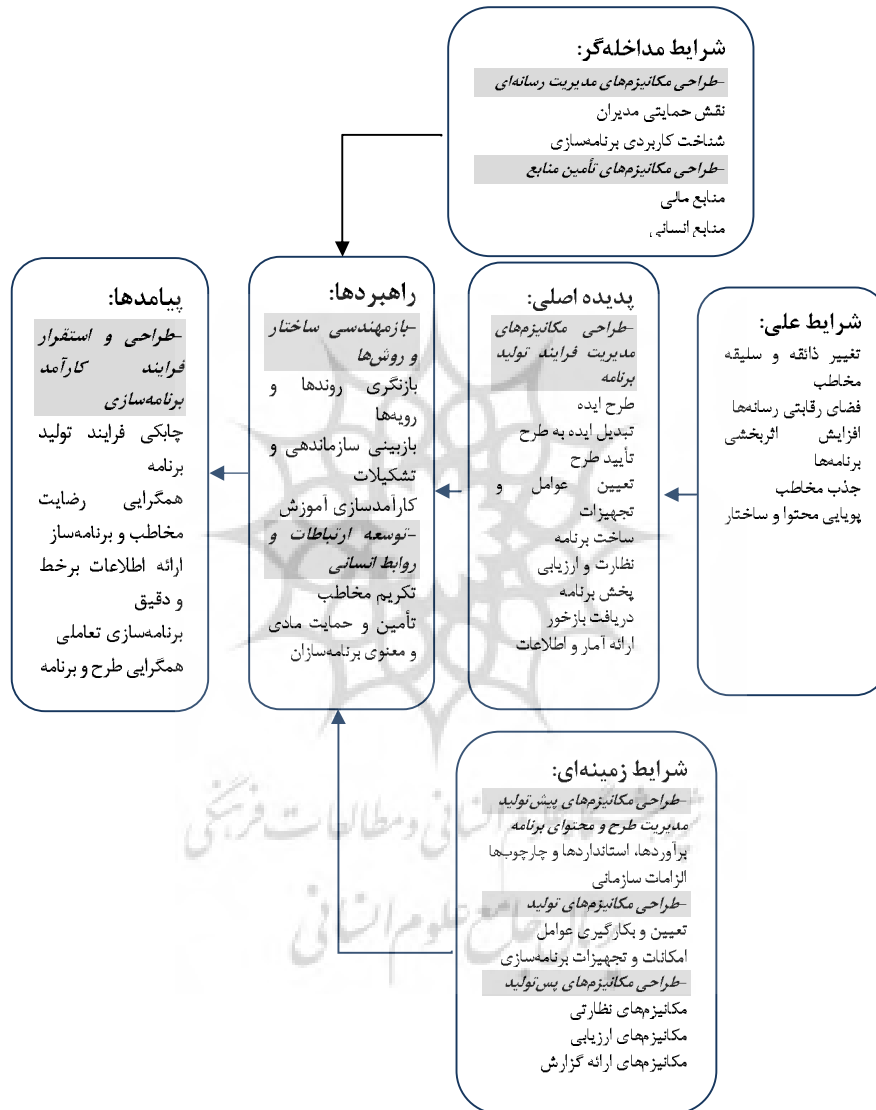 شرایط مداخله‌گر:
-طراحی مکانیزم‌های مدیریت رسانه‌ای
نقش حمایتی مدیران
شناخت کاربردی برنامه‌سازی
-طراحی مکانیزم‌های تأمین منابع
منابع مالی
منابع انسانی
شرایط علی:
تغییر ذائقه و سلیقه
مخاطب
فضای رقابتی رسانه‌ها
افزایش اثربخشی
برنامه‌ها
جذب مخاطب
پویایی محتوا و ساختار
پدیده اصلی:
-طراحی مکانیزم‌های
مدیریت فرایند تولید
برنامه
طرح ایده
تبدیل ایده به طرح
تأیید طرح
تعیین عوامل و
تجهیزات
ساخت برنامه
نظارت و ارزیابی
پخش برنامه
دریافت بازخور
ارائه آمار و اطلاعات
راهبردها:
-بازمهندسی ساختار
و روش‌ها
بازنگری روندها و
رویه‌ها
بازبینی سازماندهی و
تشکیلات
کارآمدسازی آموزش
-توسعه ارتباطات و
روابط انسانی
تکریم مخاطب
تأمین و حمایت مادی
و معنوی برنامه‌سازان
پیامدها:
-طراحی و استقرار
فرایند کارآمد
برنامه‌سازی
چابکی فرایند تولید
برنامه
همگرایی رضایت
مخاطب و برنامه‌ساز
ارائه اطلاعات برخط
و دقیق
برنامه‌سازی تعاملی
همگرایی طرح و برنامه
شرایط زمینه‌ای:
-طراحی مکانیزم‌های پیش‌تولید
مدیریت طرح و محتوای برنامه
برآوردها، استانداردها و چارچوب‌ها
الزامات سازمانی
-طراحی مکانیزم‌های تولید
تعیین و بکارگیری عوامل
امکانات و تجهیزات برنامه‌سازی
-طراحی مکانیزم‌های پس‌تولید
مکانیزم‌های نظارتی
مکانیزم‌های ارزیابی
مکانیزم‌های ارائه گزارش
انسانی و مطالعات فرهنگی
جامع علوم انسانی